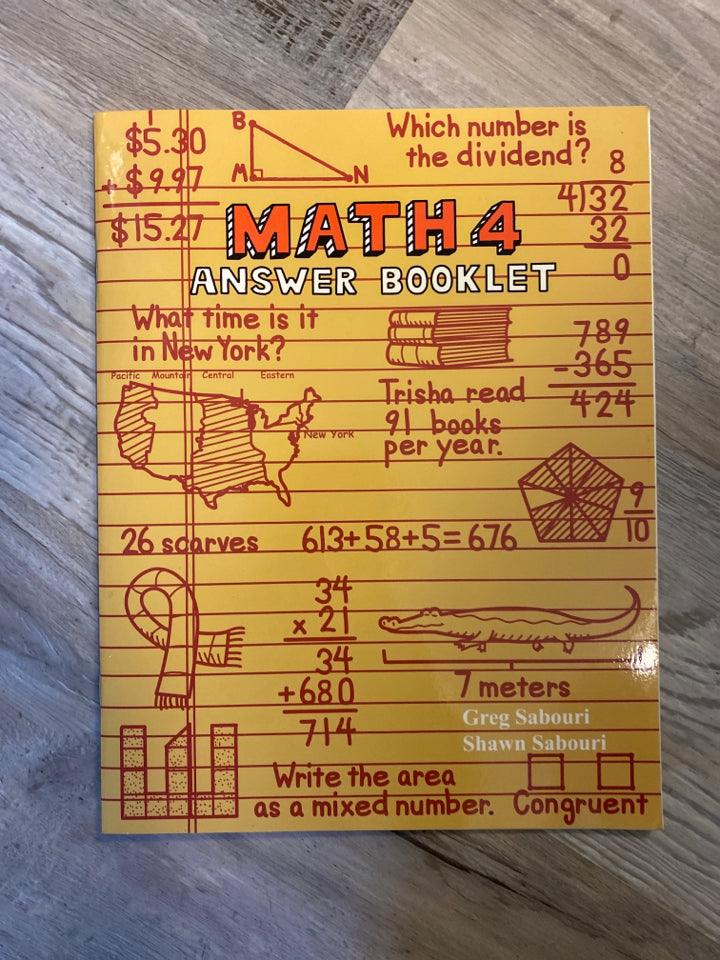 1
$5.30
+ $9.97
$15.27
B
M
N
Which number is
the dividend?
8
4)32
32
0
MATH 4
ANSWER BOOKLET
What time is it
in New York?
Pacific Mountain Central Eastern
New York
Trisha read
91 books
per year.
789
-365
424
9
10
26 scarves
613+58+5=676
34
x 21
34
+680
714
7 meters
Greg Sabouri
Shawn Sabouri
Write the area
as a mixed number.
Congruent